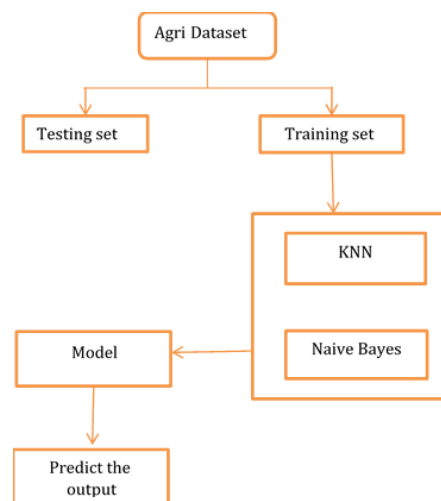 Agri Dataset
Testing set
Training set
KNN
Naive Bayes
Model
Predict the
output